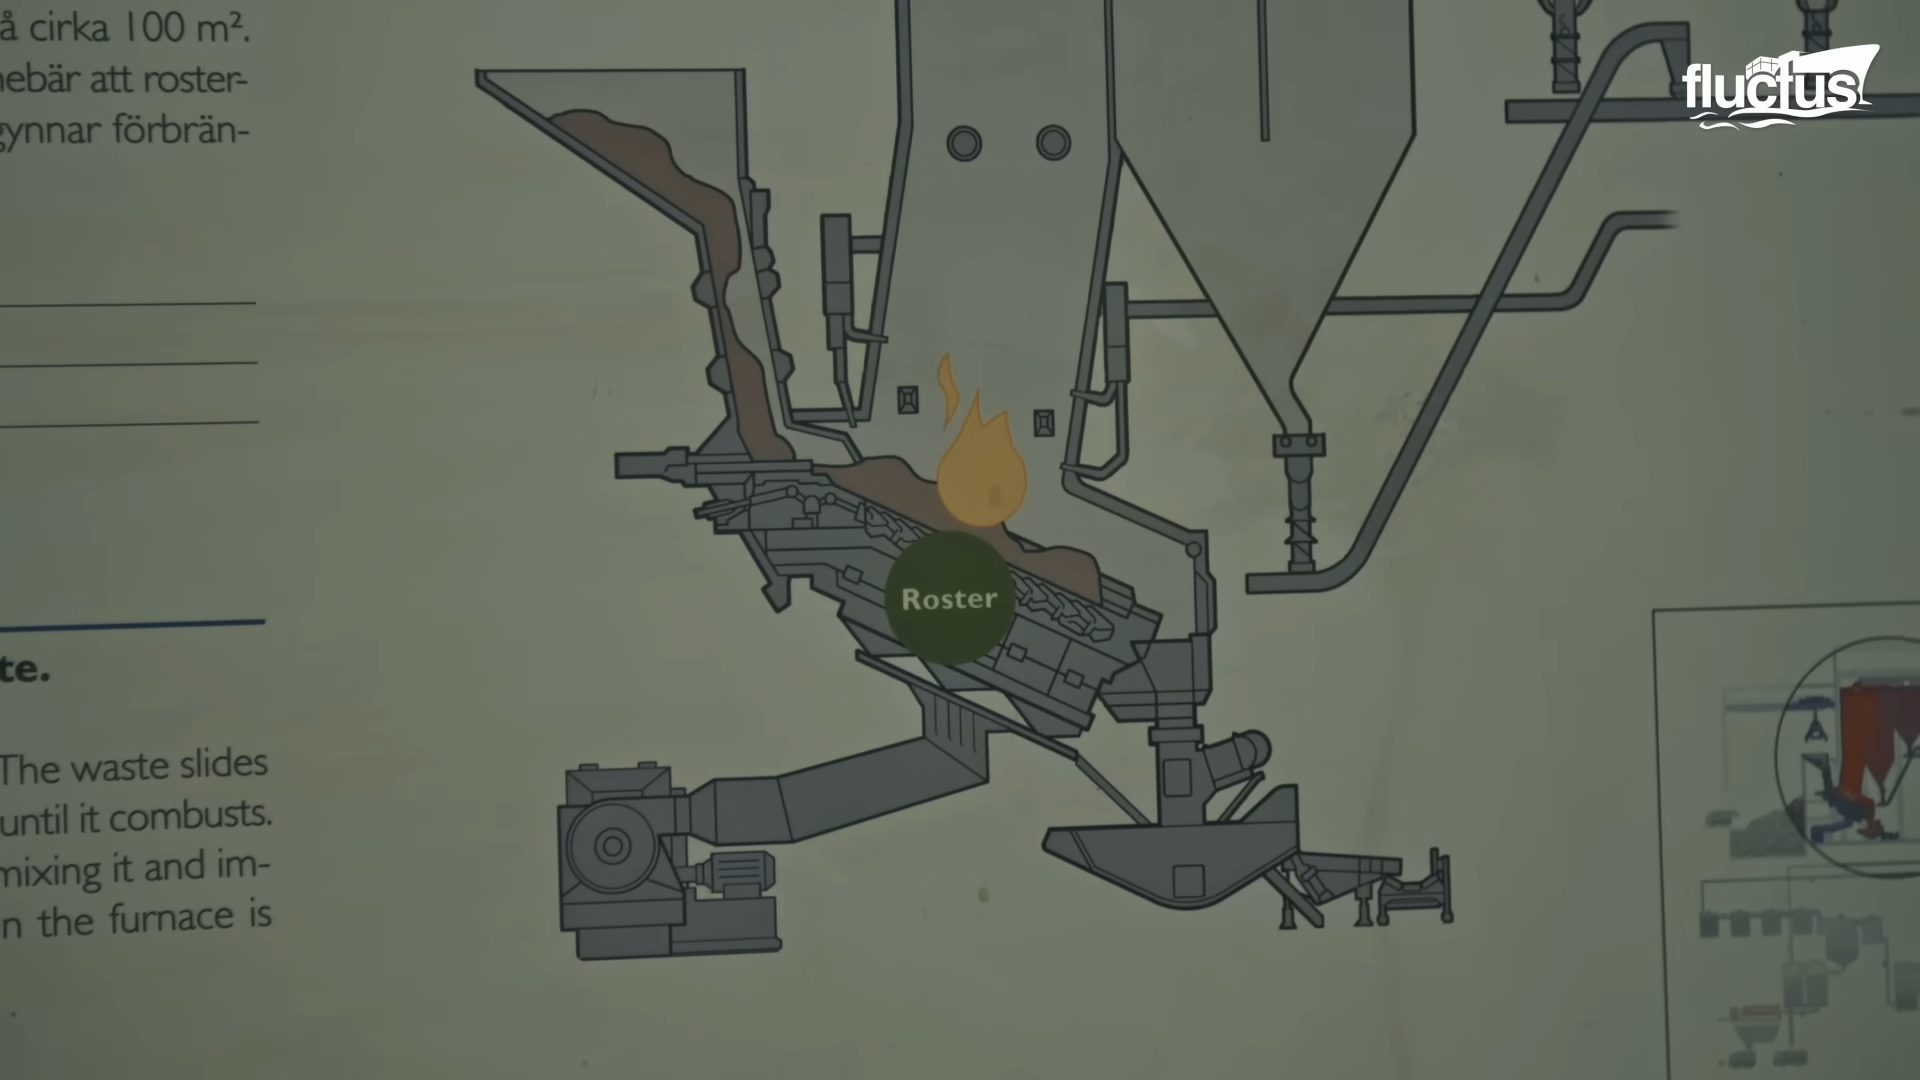 å cirka 100 m².
nebär att roster-
gynnar förbrän-
fluctus
Roster
te.
The waste slides
until it combusts.
mixing it and im-
n the furnace is